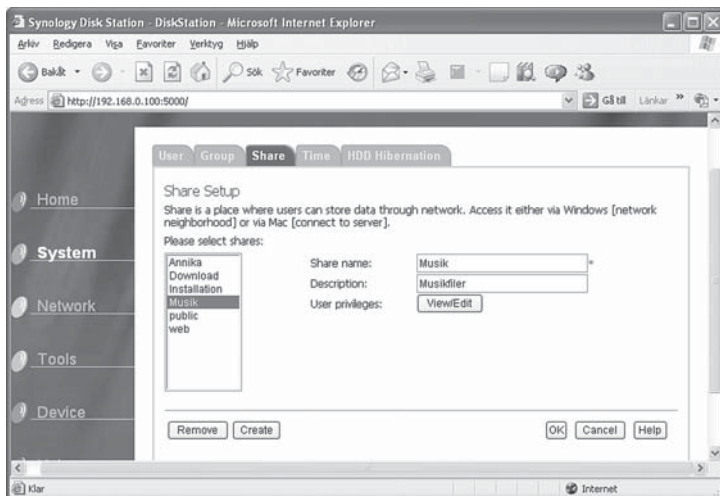 Synology Disk Station - DiskStation - Microsoft Internet Explorer
Arkiv Redigera Visa Favoriter Verktyg Hjälp
Bakåt Sök Favoriter
Adress http://192.168.0.100:5000/ Gå till Länkar »
User Group Share Time HDD Hibernation
Home
System
Network
Tools
Device
Share Setup
Share is a place where users can store data through network. Access it either via Windows [network
neighborhood] or via Mac [connect to server].
Please select shares:
Annika
Download
Installation
Musik
public
web
Share name: Musik *
Description: Musikfiler
User privileges: View/Edit
Remove Create OK Cancel Help
Klar Internet